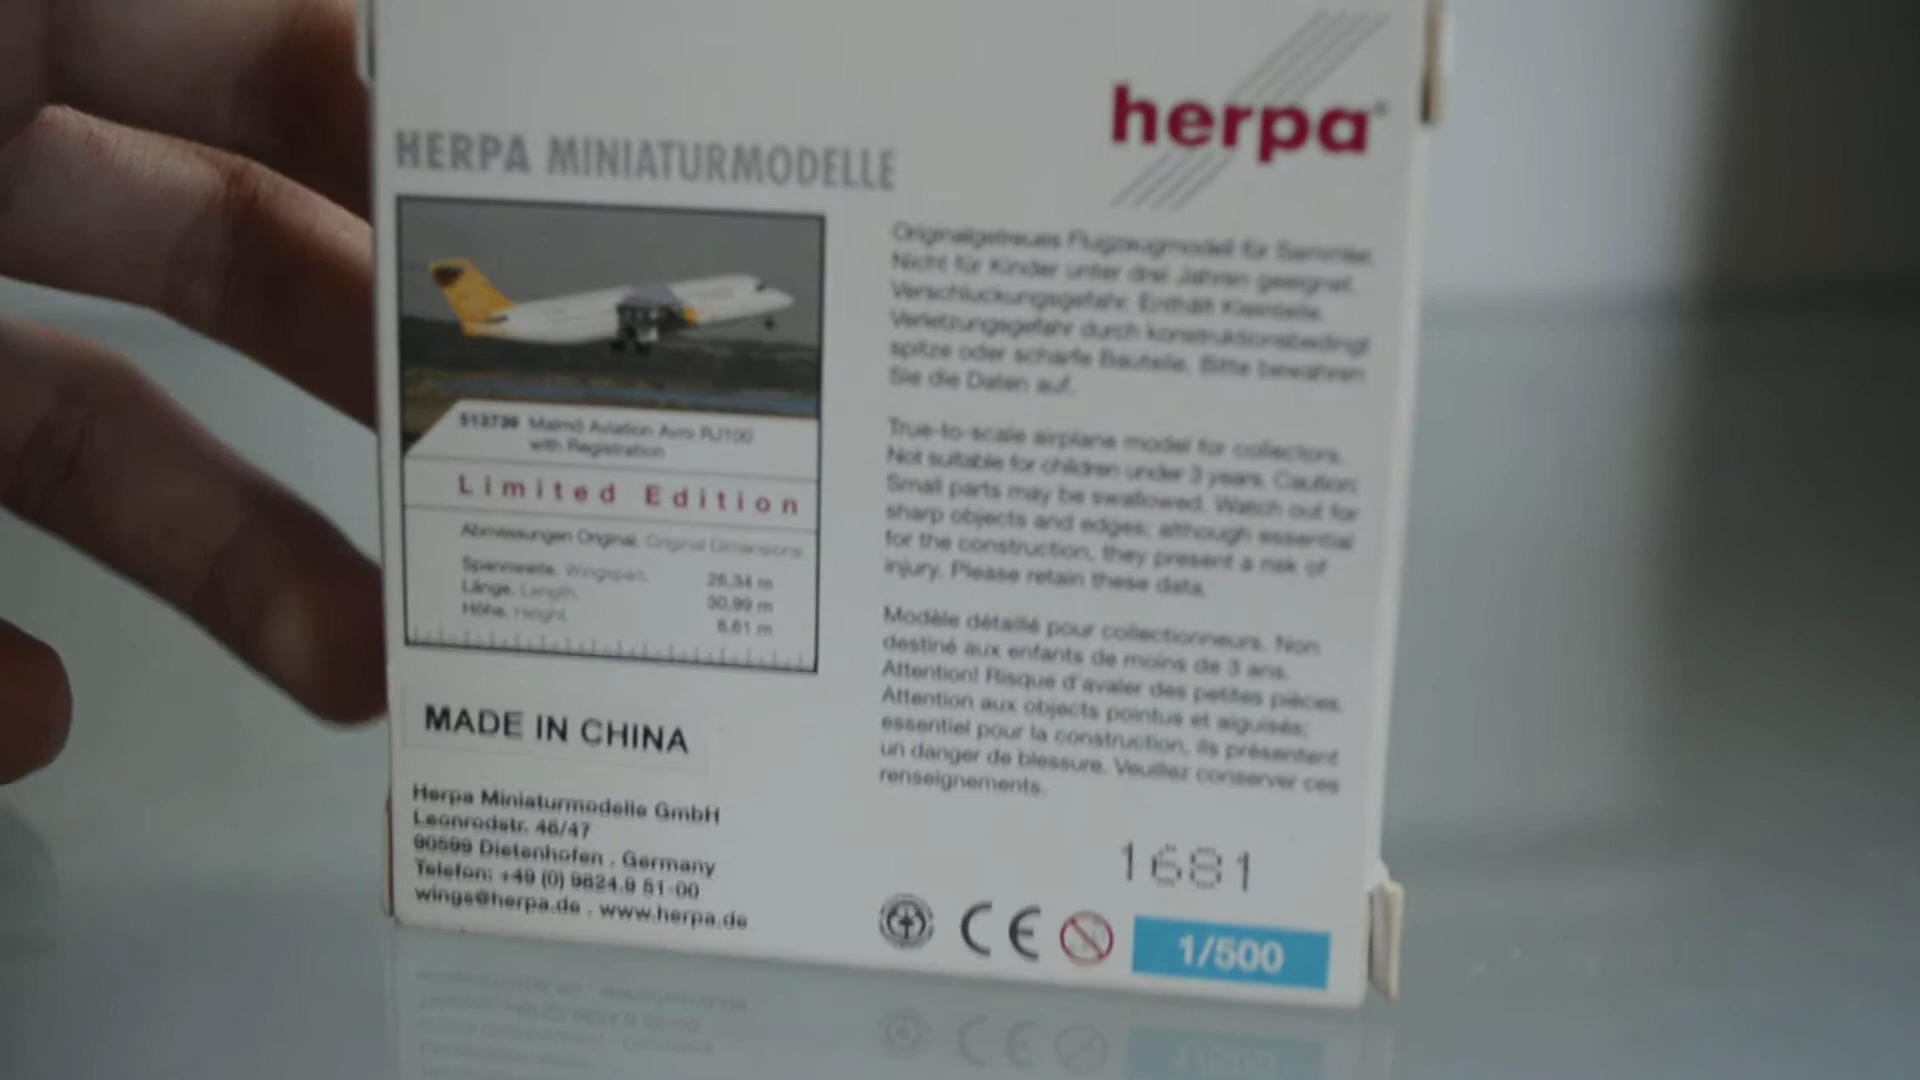 herpa
HERPA MINIATURMODELLE
513739 Malmö Aviation Avro RJ100
with Registration
Limited Edition
Abmessungen Original. Original Dimensions.
Spannweite. Wingspan. 26,34 m
Länge. Length. 30,99 m
Höhe. Height. 8,61 m
MADE IN CHINA
Herpa Miniaturmodelle GmbH
Leonrodstr. 46/47
90599 Dietenhofen . Germany
Telefon: +49 (0) 9824.9 51-00
wings@herpa.de . www.herpa.de
Originalgetreues Flugzeugmodell für Sammler.
Nicht für Kinder unter drei Jahren geeignet.
Verschluckungsgefahr. Enthält Kleinteile.
Verletzungsgefahr durch konstruktionsbedingt
spitze oder scharfe Bauteile. Bitte bewahren
Sie die Daten auf.
True-to-scale airplane model for collectors.
Not suitable for children under 3 years. Caution:
Small parts may be swallowed. Watch out for
sharp objects and edges; although essential
for the construction, they present a risk of
injury. Please retain these data.
Modèle détaillé pour collectionneurs. Non
destiné aux enfants de moins de 3 ans.
Attention! Risque d'avaler des petites pièces.
Attention aux objects pointus et aiguisés;
essentiel pour la construction, ils présentent
un danger de blessure. Veuillez conserver ces
renseignements.
1681
CE
1/500